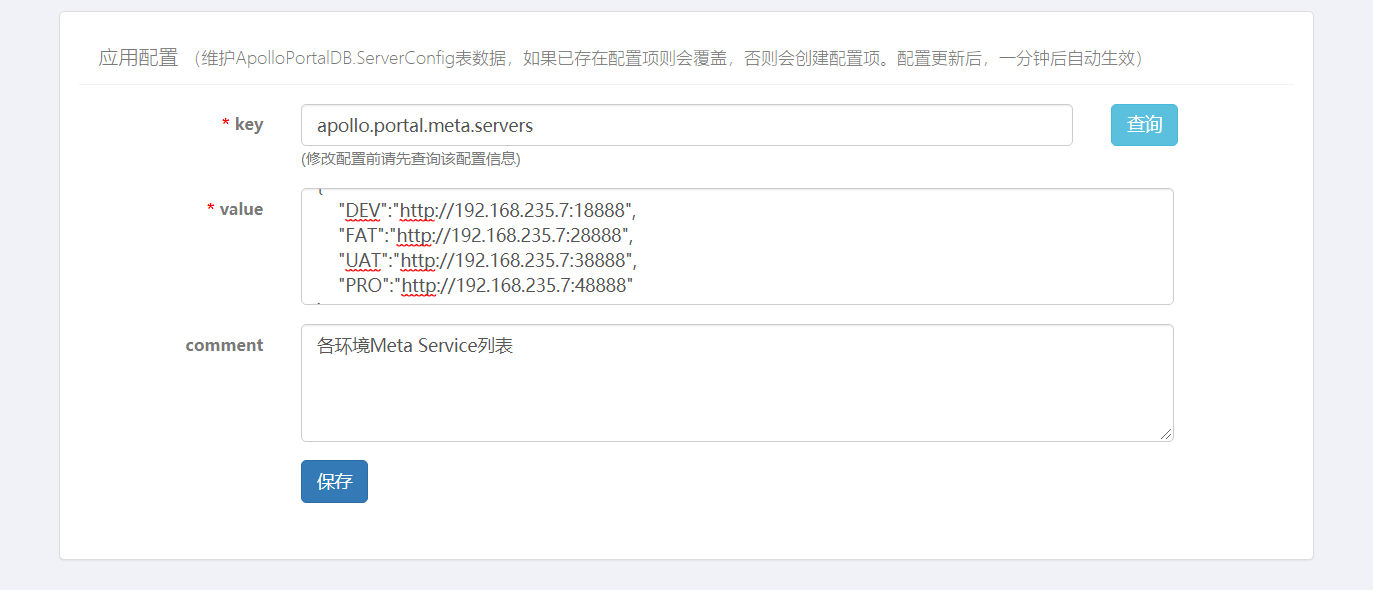 应用配置 （维护ApolloPortalDB.ServerConfig表数据，如果已存在配置项则会覆盖，否则会创建配置项。配置更新后，一分钟后自动生效）
* key
apollo.portal.meta.servers
查询
(修改配置前请先查询该配置信息)
* value
"DEV":"http://192.168.235.7:18888",
"FAT":"http://192.168.235.7:28888",
"UAT":"http://192.168.235.7:38888",
"PRO":"http://192.168.235.7:48888"
comment
各环境Meta Service列表
保存